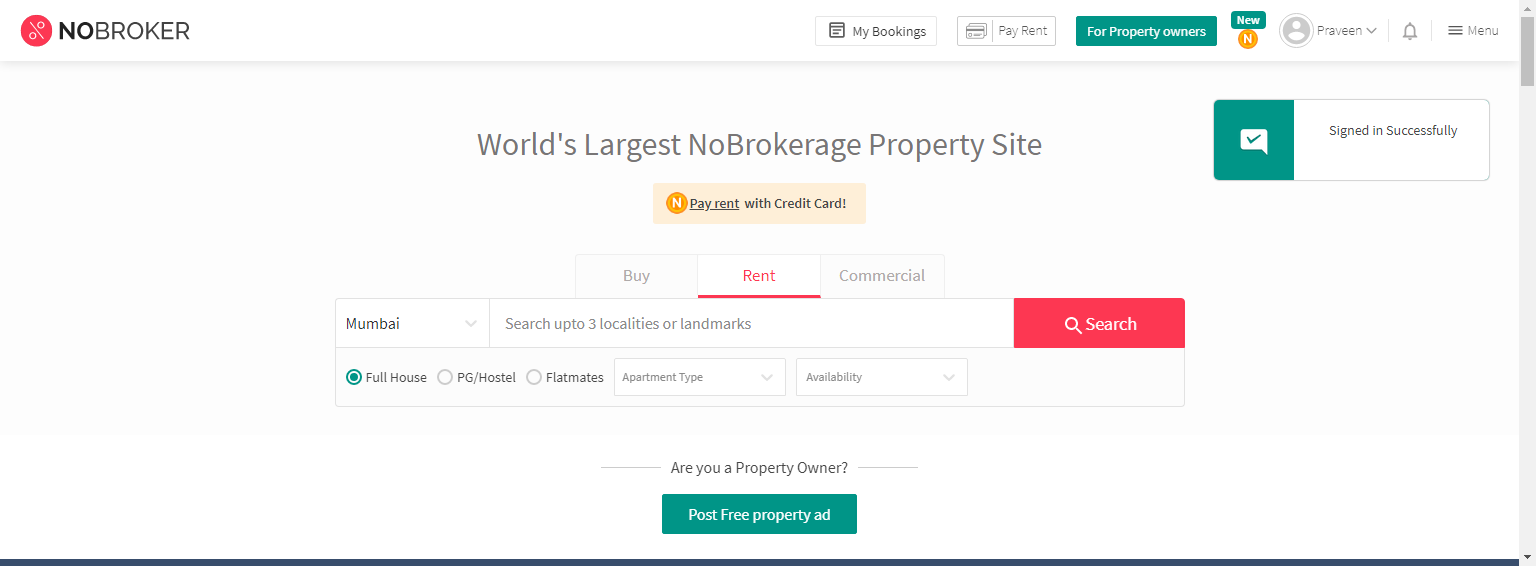 NOBROKER
My Bookings
Pay Rent
For Property owners
New
N
Praveen
Menu
Signed in Successfully
World's Largest NoBrokerage Property Site
N Pay rent with Credit Card!
Buy
Rent
Commercial
Mumbai
Search upto 3 localities or landmarks
Search
Full House
PG/Hostel
Flatmates
Apartment Type
Availability
Are you a Property Owner?
Post Free property ad